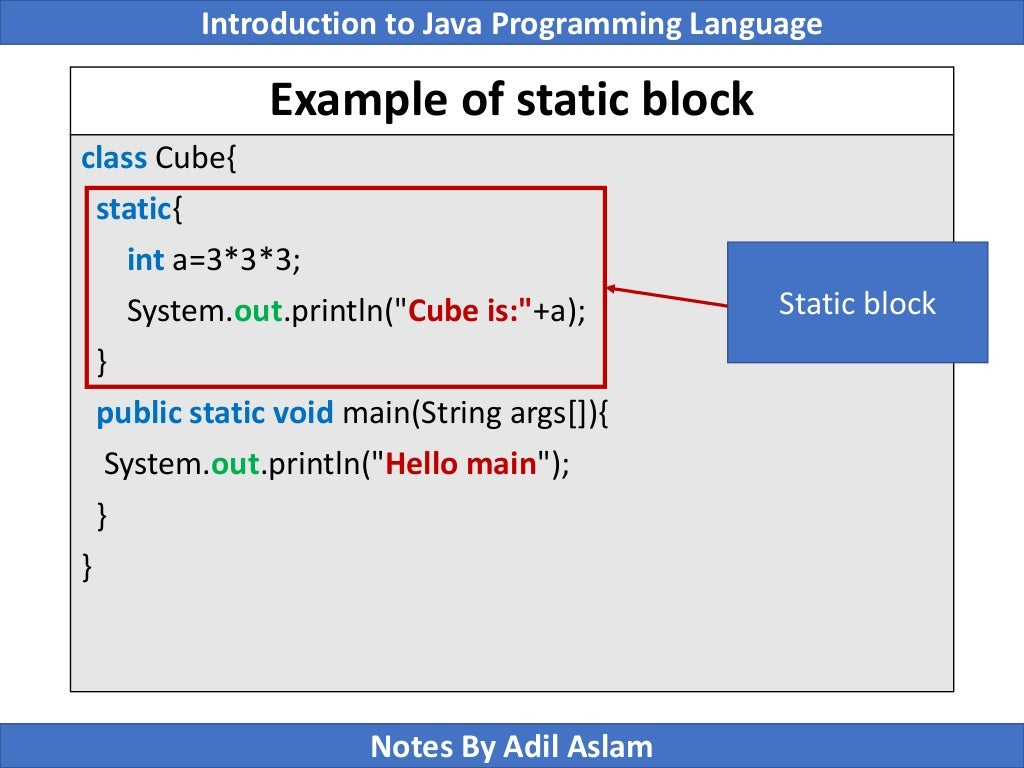 Introduction to Java Programming Language
Example of static block
class Cube{
static{
int a=3*3*3;
System.out.println("Cube is:"+a);
}
Static block
public static void main(String args[]){
System.out.println("Hello main");
}
}
Notes By Adil Aslam